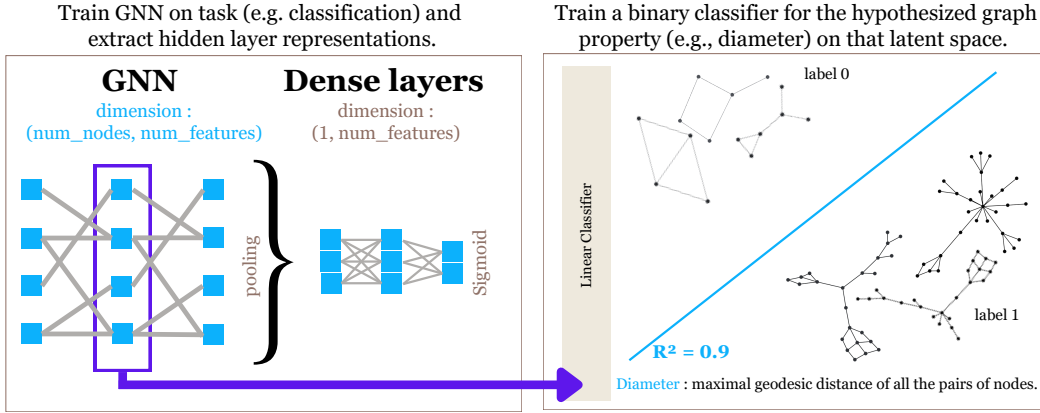 Train GNN on task (e.g. classification) and
extract hidden layer representations.
GNN
dimension :
(num_nodes, num_features)
Dense layers
dimension :
(1, num_features)
pooling
Sigmoid
Train a binary classifier for the hypothesized graph
property (e.g., diameter) on that latent space.
Linear Classifier
label 0
label 1
R² = 0.9
Diameter : maximal geodesic distance of all the pairs of nodes.